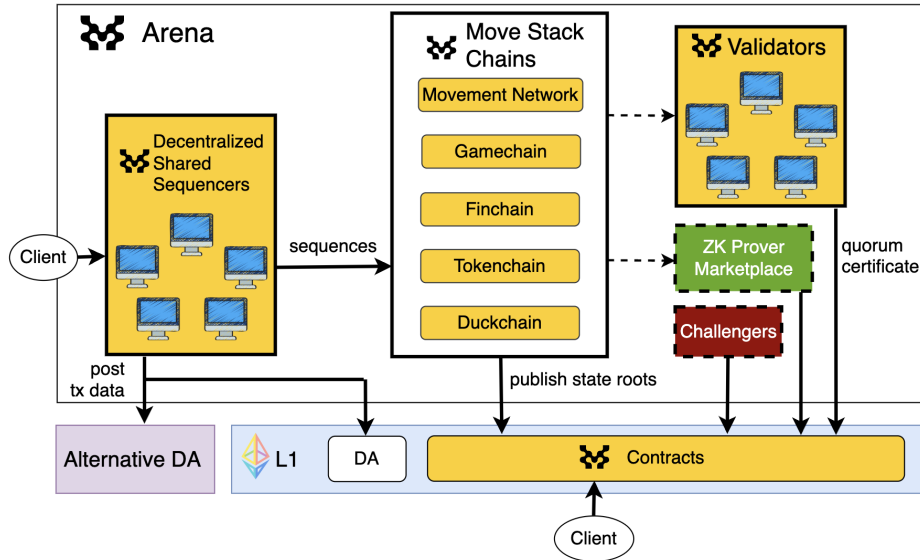 Arena
Move Stack
Chains
Movement Network
Gamechain
Finchain
Tokenchain
Duckchain
Validators
Decentralized
Shared
Sequencers
Client
sequences
ZK Prover
Marketplace
Challengers
quorum
certificate
post
tx data
publish state roots
Alternative DA
L1
DA
Contracts
Client